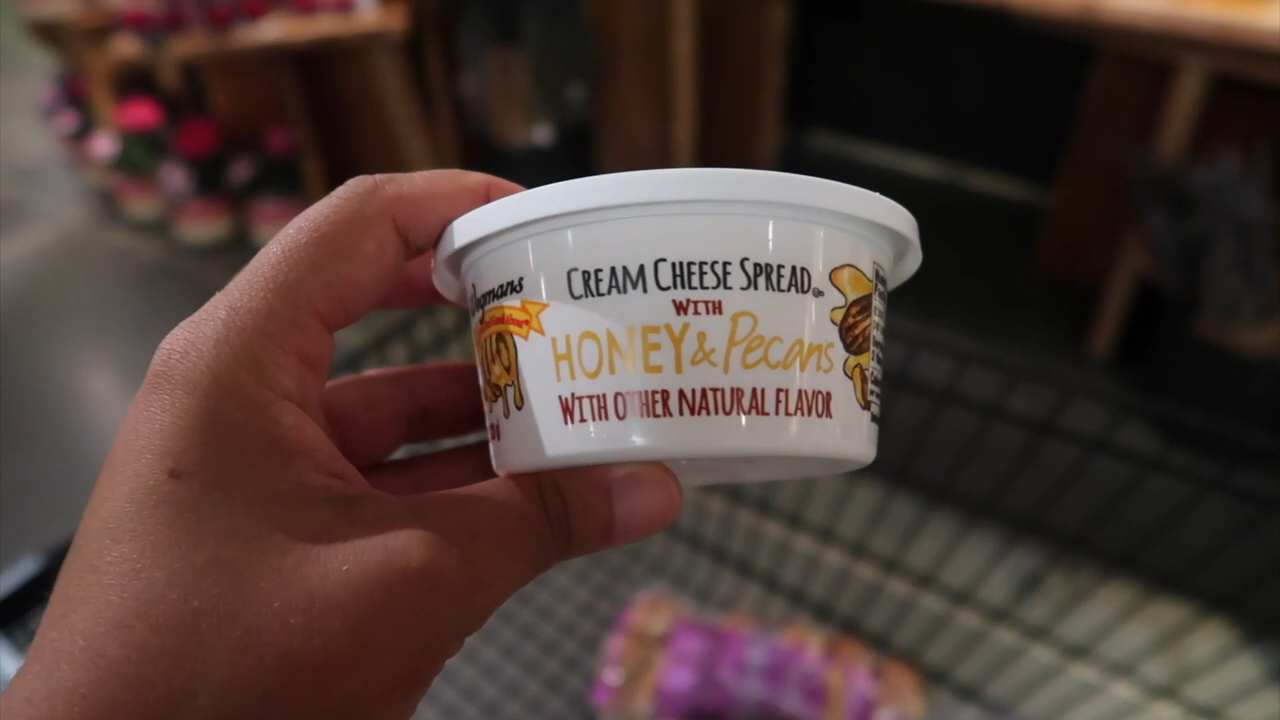 Wegmans
CREAM CHEESE SPREAD
WITH
HONEY & Pecans
WITH OTHER NATURAL FLAVOR